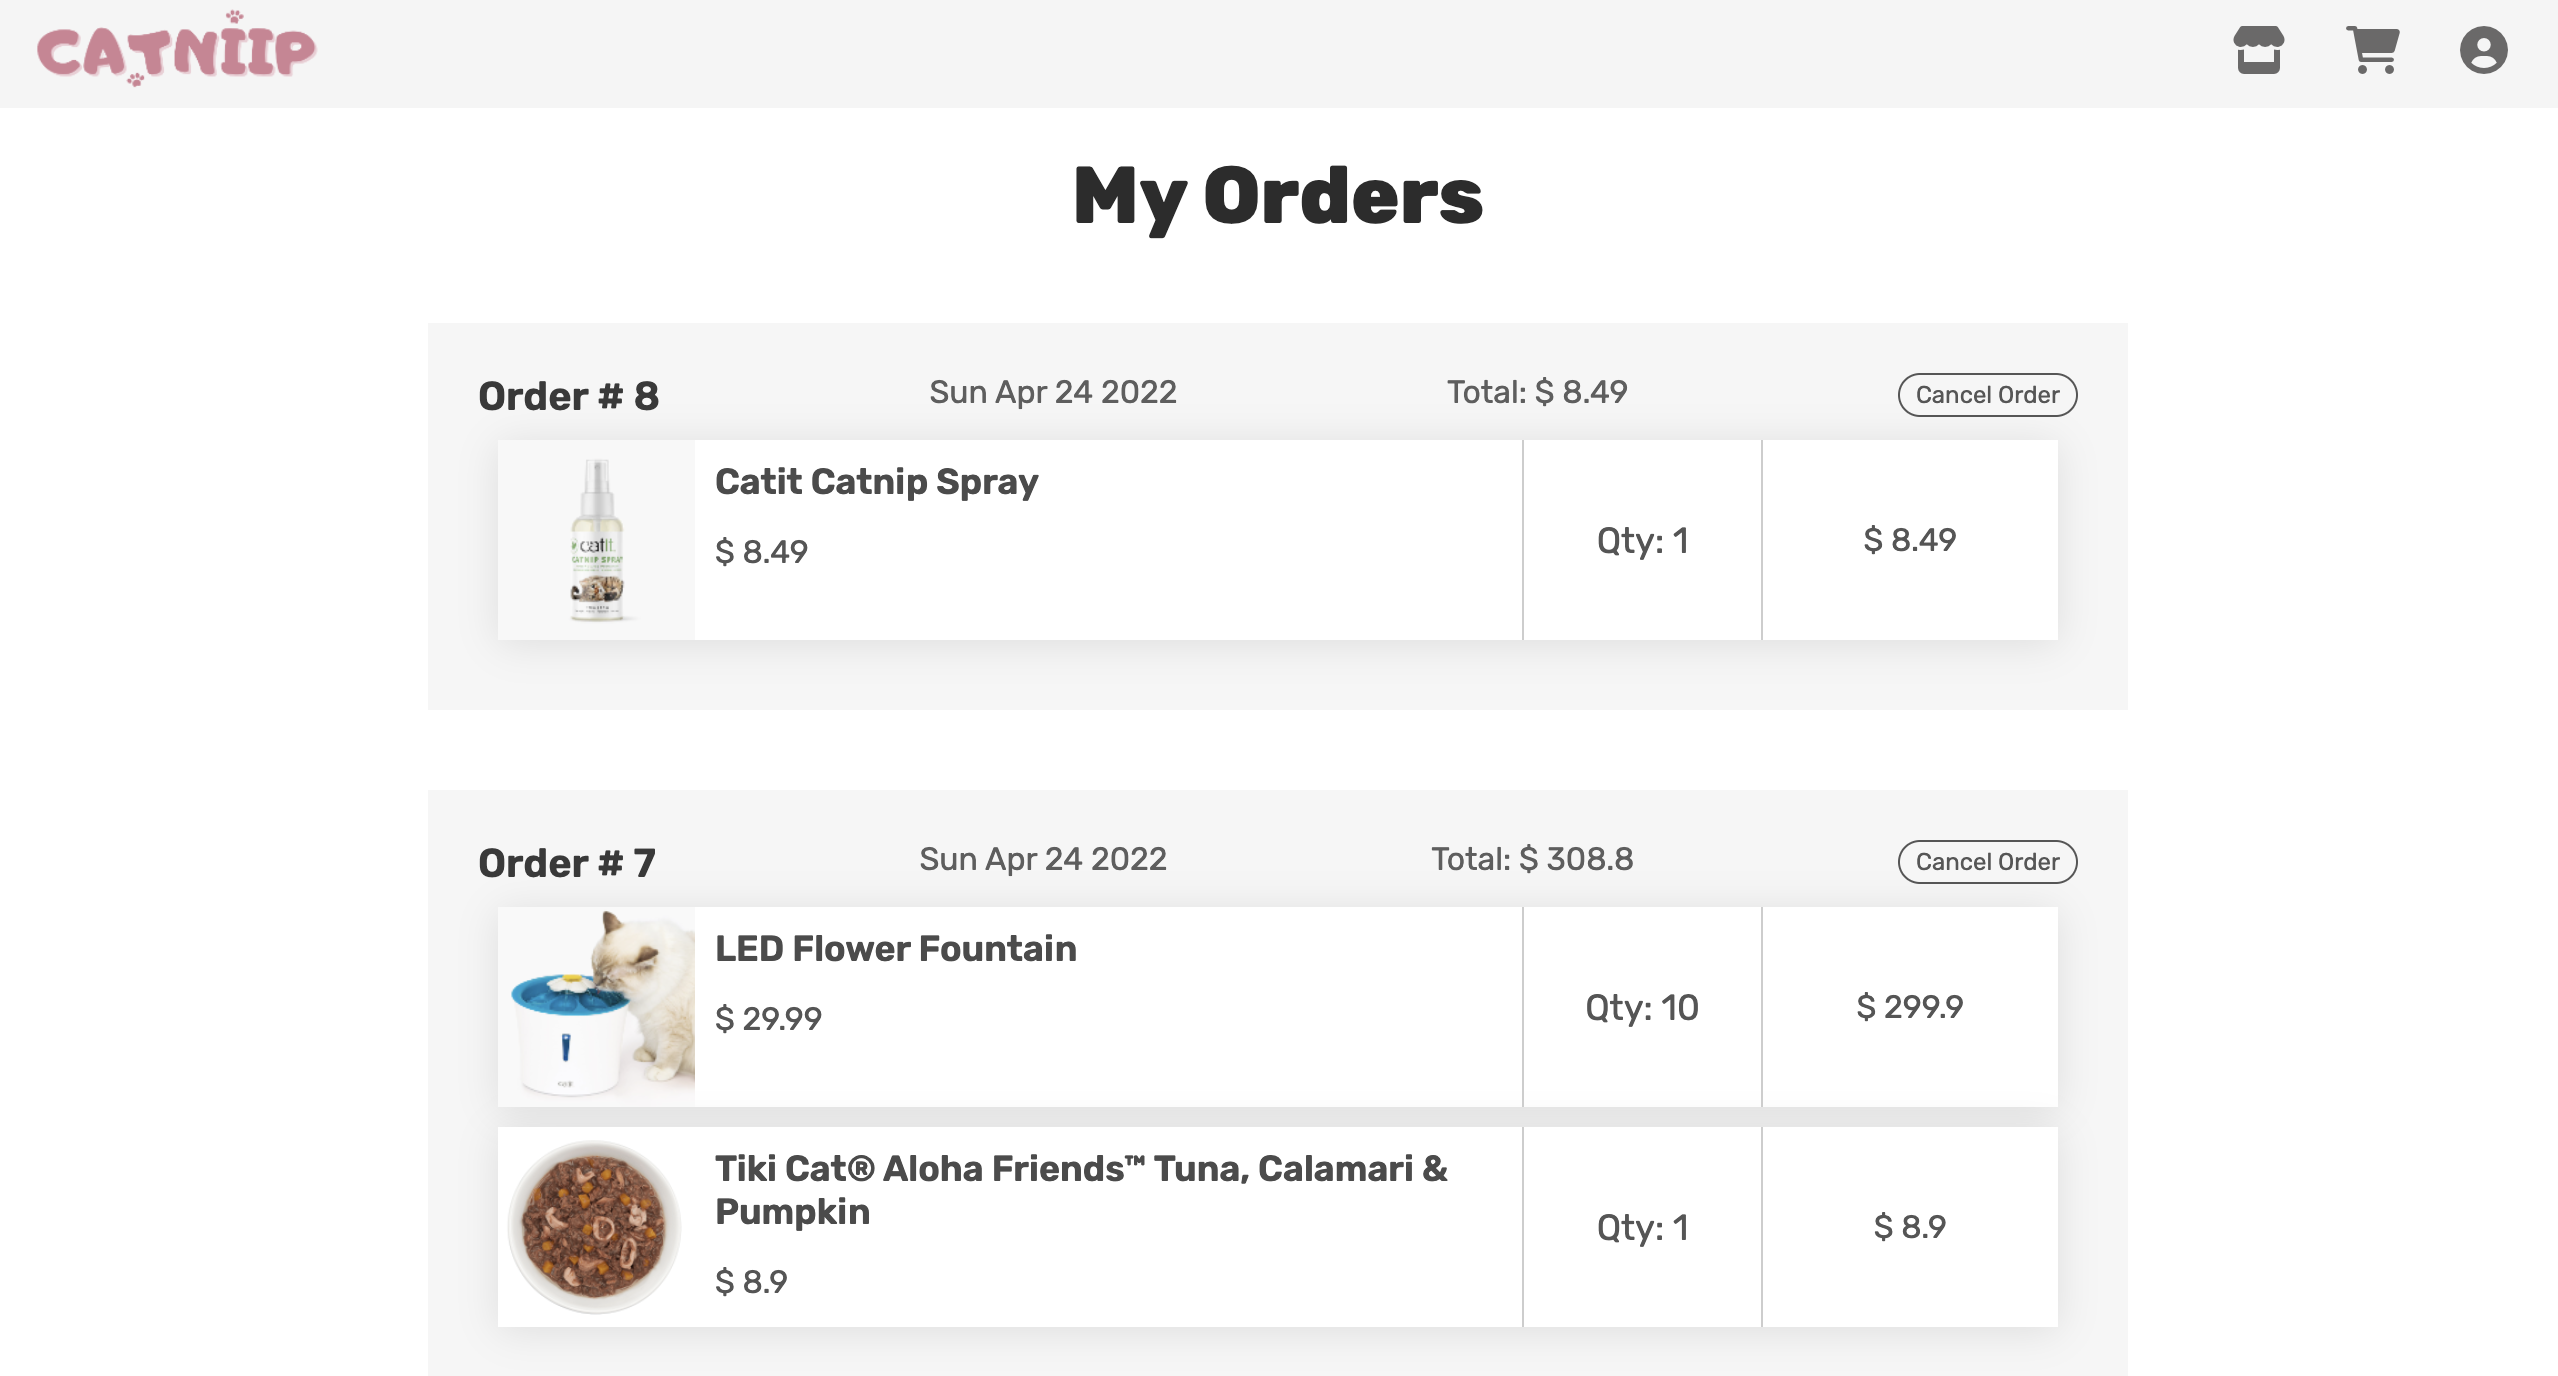 CATNIIP
My Orders
Order # 8
Sun Apr 24 2022
Total: $ 8.49
Cancel Order
catit
CATNIP SPRAY
Catit Catnip Spray
$ 8.49
Qty: 1
$ 8.49
Order # 7
Sun Apr 24 2022
Total: $ 308.8
Cancel Order
LED Flower Fountain
$ 29.99
Qty: 10
$ 299.9
Tiki Cat® Aloha Friends™ Tuna, Calamari &
Pumpkin
$ 8.9
Qty: 1
$ 8.9